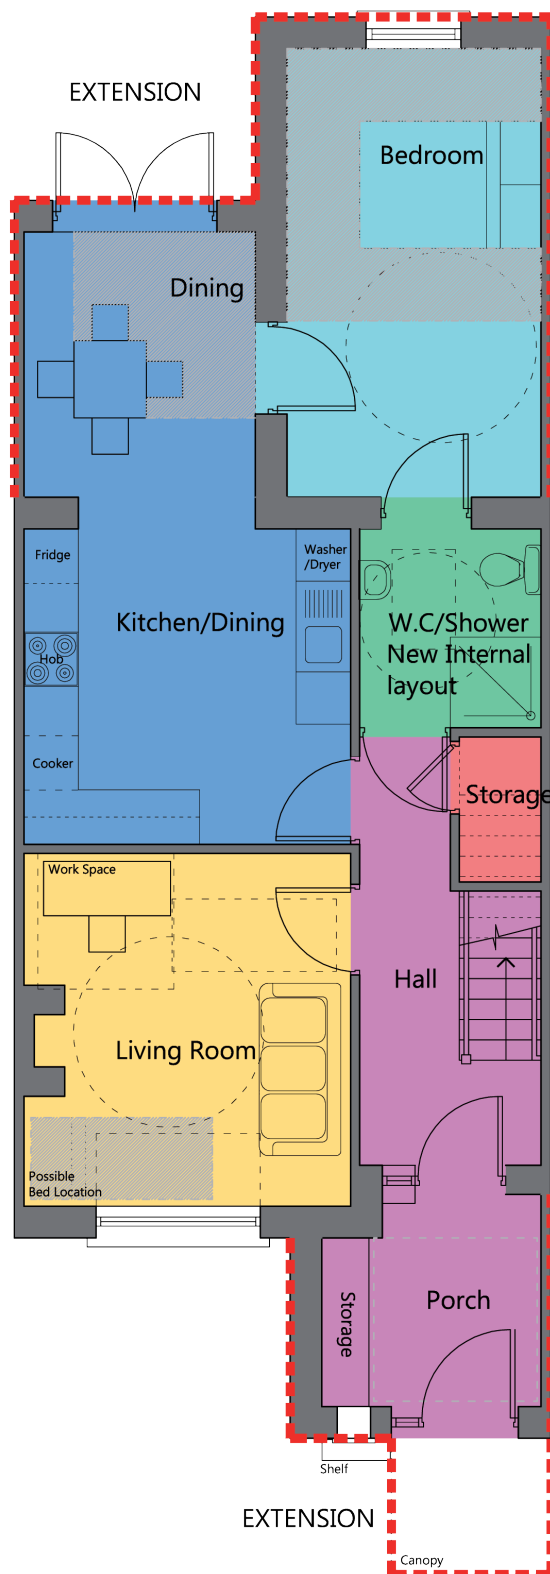 EXTENSION
Bedroom
Dining
Fridge
Washer
/Dryer
Kitchen/Dining
W.C/Shower
New Internal
layout
Hob
Cooker
Storage
Work Space
Hall
Living Room
Possible
Bed Location
Storage
Porch
Shelf
EXTENSION
Canopy